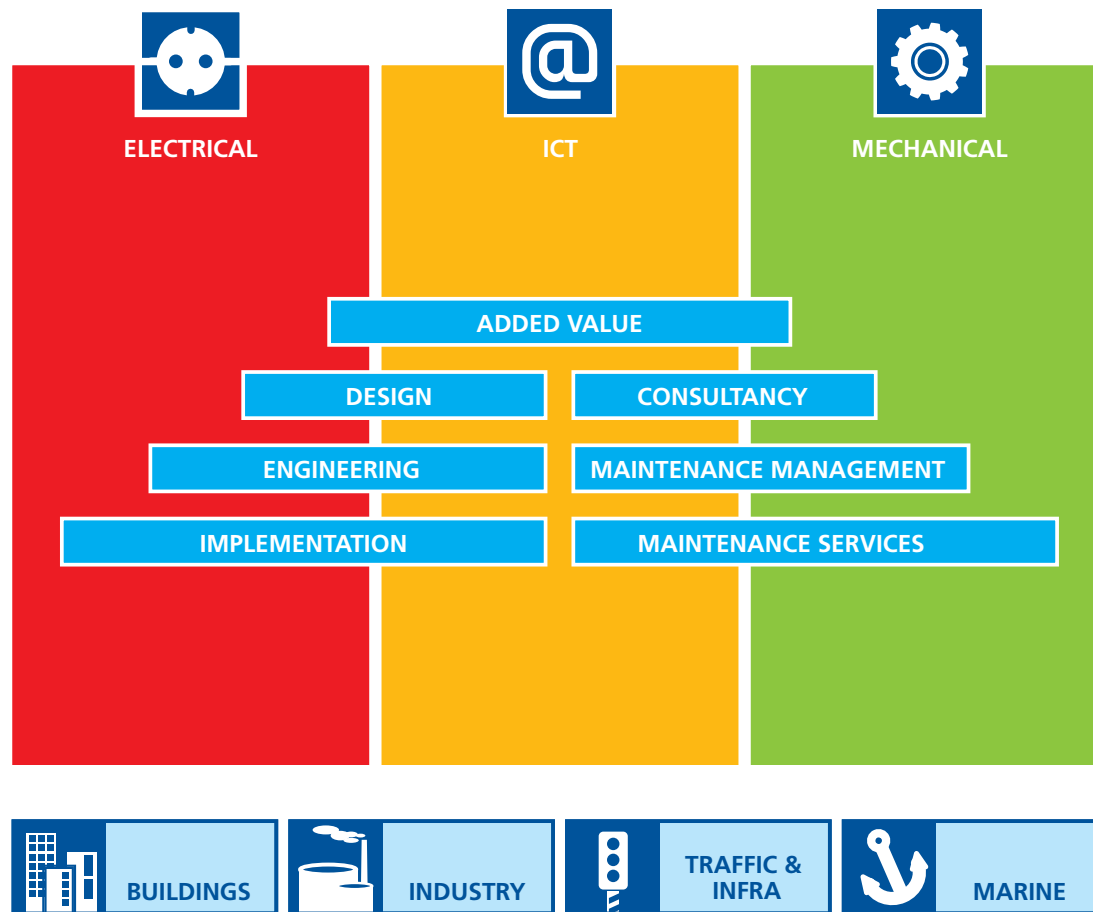 ELECTRICAL
ICT
MECHANICAL
ADDED VALUE
DESIGN
CONSULTANCY
ENGINEERING
MAINTENANCE MANAGEMENT
IMPLEMENTATION
MAINTENANCE SERVICES
BUILDINGS
INDUSTRY
TRAFFIC &
INFRA
MARINE